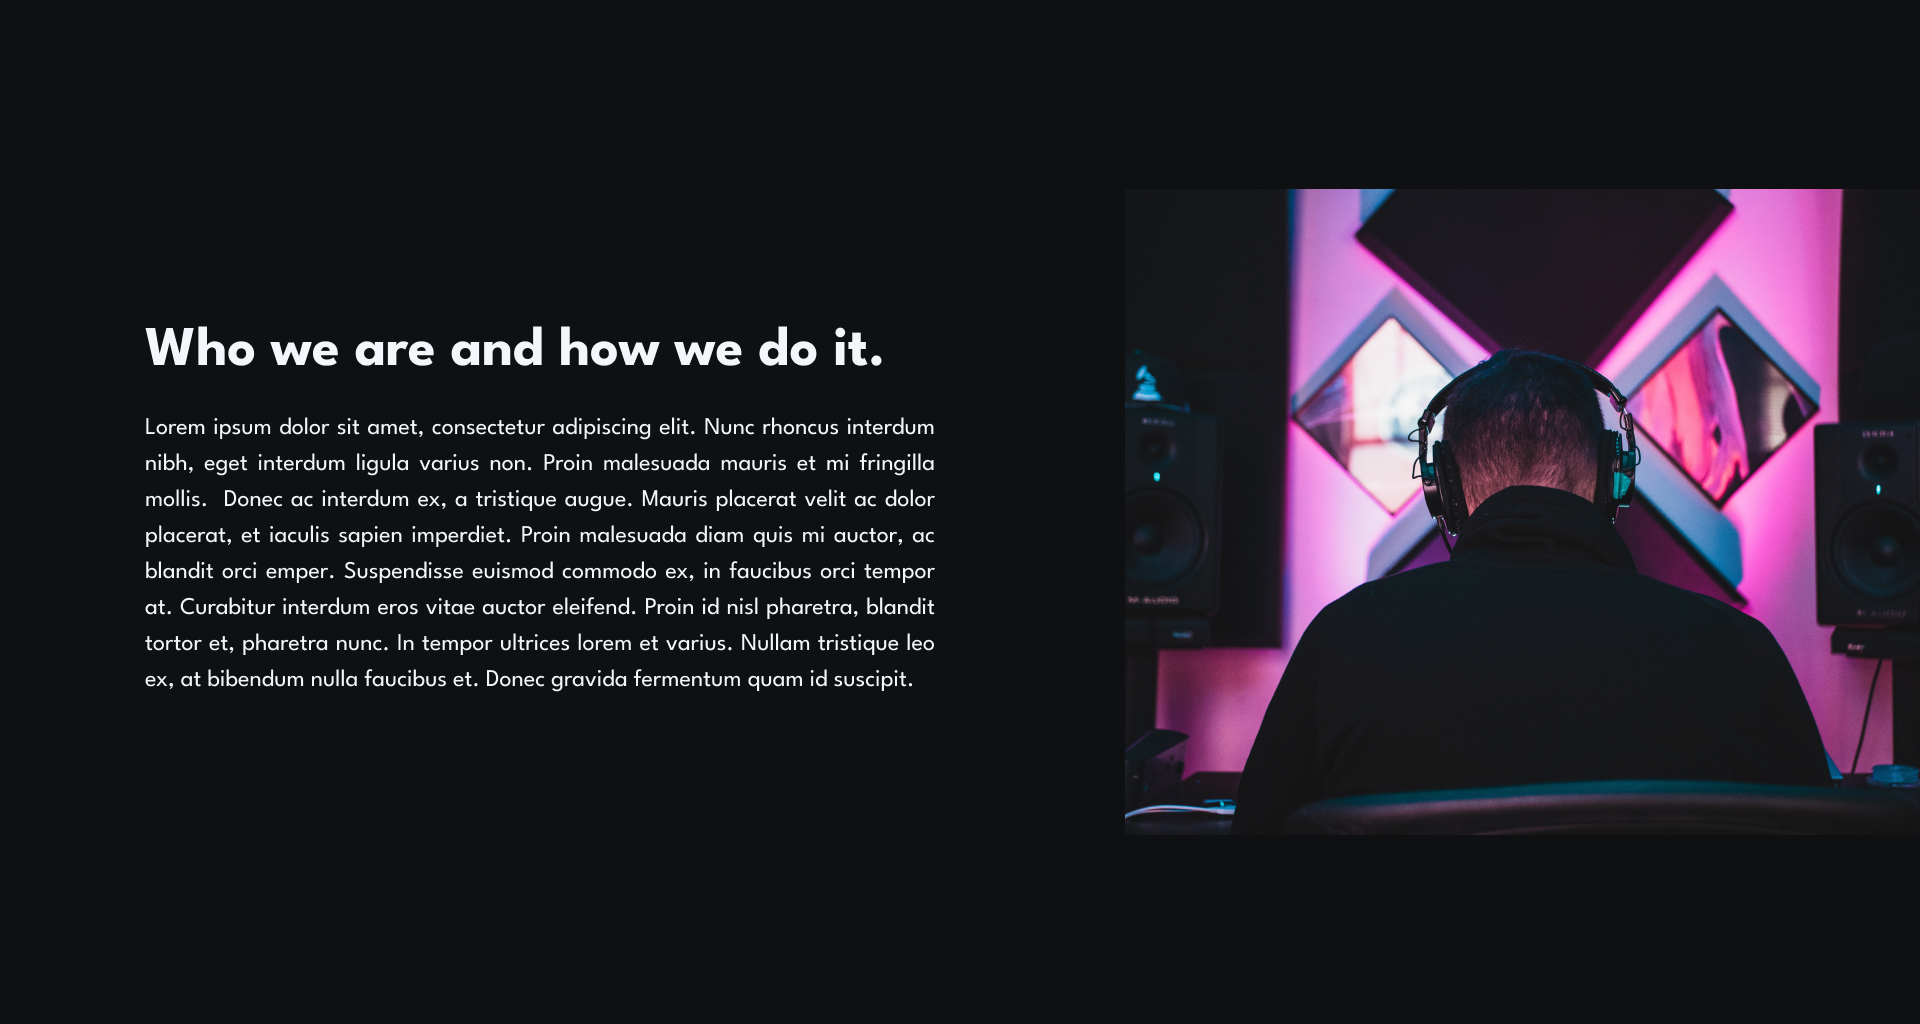 Who we are and how we do it.
Lorem ipsum dolor sit amet, consectetur adipiscing elit. Nunc rhoncus interdum
nibh, eget interdum ligula varius non. Proin malesuada mauris et mi fringilla
mollis.  Donec ac interdum ex, a tristique augue. Mauris placerat velit ac dolor
placerat, et iaculis sapien imperdiet. Proin malesuada diam quis mi auctor, ac
blandit orci emper. Suspendisse euismod commodo ex, in faucibus orci tempor
at. Curabitur interdum eros vitae auctor eleifend. Proin id nisl pharetra, blandit
tortor et, pharetra nunc. In tempor ultrices lorem et varius. Nullam tristique leo
ex, at bibendum nulla faucibus et. Donec gravida fermentum quam id suscipit.
M-AUDIO
M-AUDIO